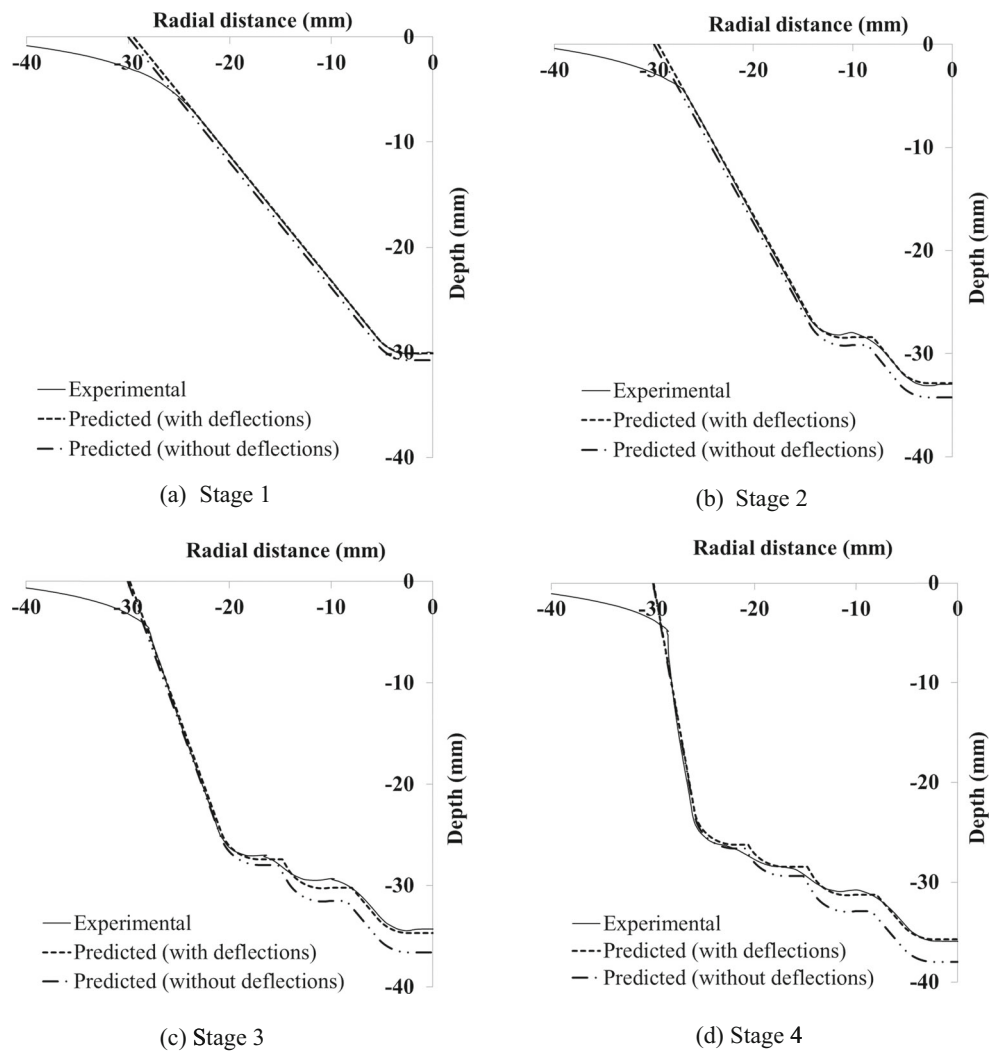 Radial distance (mm)
-40 -30 -20 -10 0
0
-10
-20
-30
-40
Depth (mm)
Experimental
Predicted (with deflections)
Predicted (without deflections)
(a) Stage 1
Radial distance (mm)
-40 -30 -20 -10 0
0
-10
-20
-30
-40
Depth (mm)
Experimental
Predicted (with deflections)
Predicted (without deflections)
(b) Stage 2
Radial distance (mm)
-40 -30 -20 -10 0
0
-10
-20
-30
-40
Depth (mm)
Experimental
Predicted (with deflections)
Predicted (without deflections)
(c) Stage 3
Radial distance (mm)
-40 -30 -20 -10 0
0
-10
-20
-30
-40
Depth (mm)
Experimental
Predicted (with deflections)
Predicted (without deflections)
(d) Stage 4